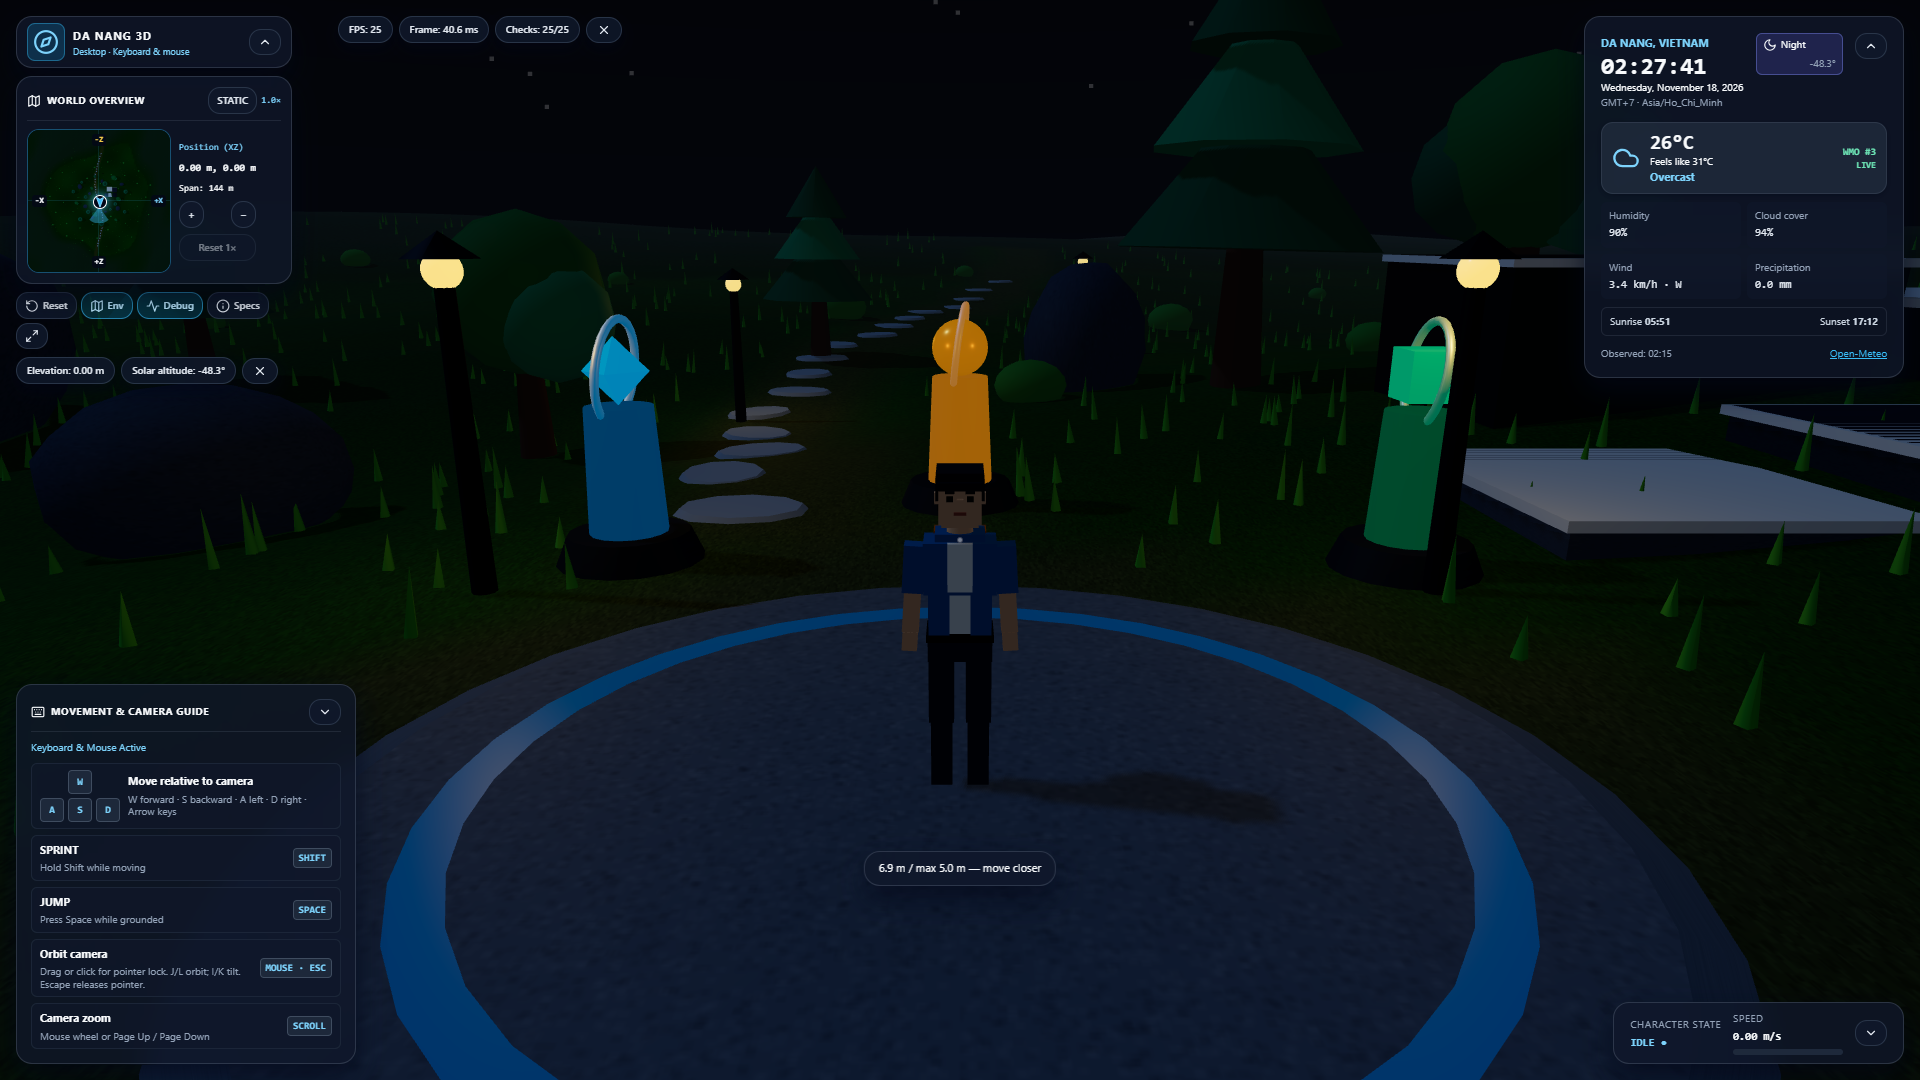 DA NANG 3D
Desktop · Keyboard & mouse
FPS: 25
Frame: 40.6 ms
Checks: 25/25
WORLD OVERVIEW
STATIC
1.0×
-Z
-X
+X
+Z
Position (XZ)
0.00 m, 0.00 m
Span: 144 m
+
−
Reset 1×
Reset
Env
Debug
Specs
Elevation: 0.00 m
Solar altitude: -48.3°
DA NANG, VIETNAM
02:27:41
Wednesday, November 18, 2026
GMT+7 · Asia/Ho_Chi_Minh
Night
-48.3°
26°C
Feels like 31°C
Overcast
WMO #3
LIVE
Humidity
90%
Cloud cover
94%
Wind
3.4 km/h · W
Precipitation
0.0 mm
Sunrise 05:51
Sunset 17:12
Observed: 02:15
Open-Meteo
MOVEMENT & CAMERA GUIDE
Keyboard & Mouse Active
W
A
S
D
Move relative to camera
W forward · S backward · A left · D right ·
Arrow keys
SPRINT
Hold Shift while moving
SHIFT
JUMP
Press Space while grounded
SPACE
Orbit camera
Drag or click for pointer lock. J/L orbit; I/K tilt.
Escape releases pointer.
MOUSE · ESC
Camera zoom
Mouse wheel or Page Up / Page Down
SCROLL
6.9 m / max 5.0 m — move closer
CHARACTER STATE
IDLE
SPEED
0.00 m/s